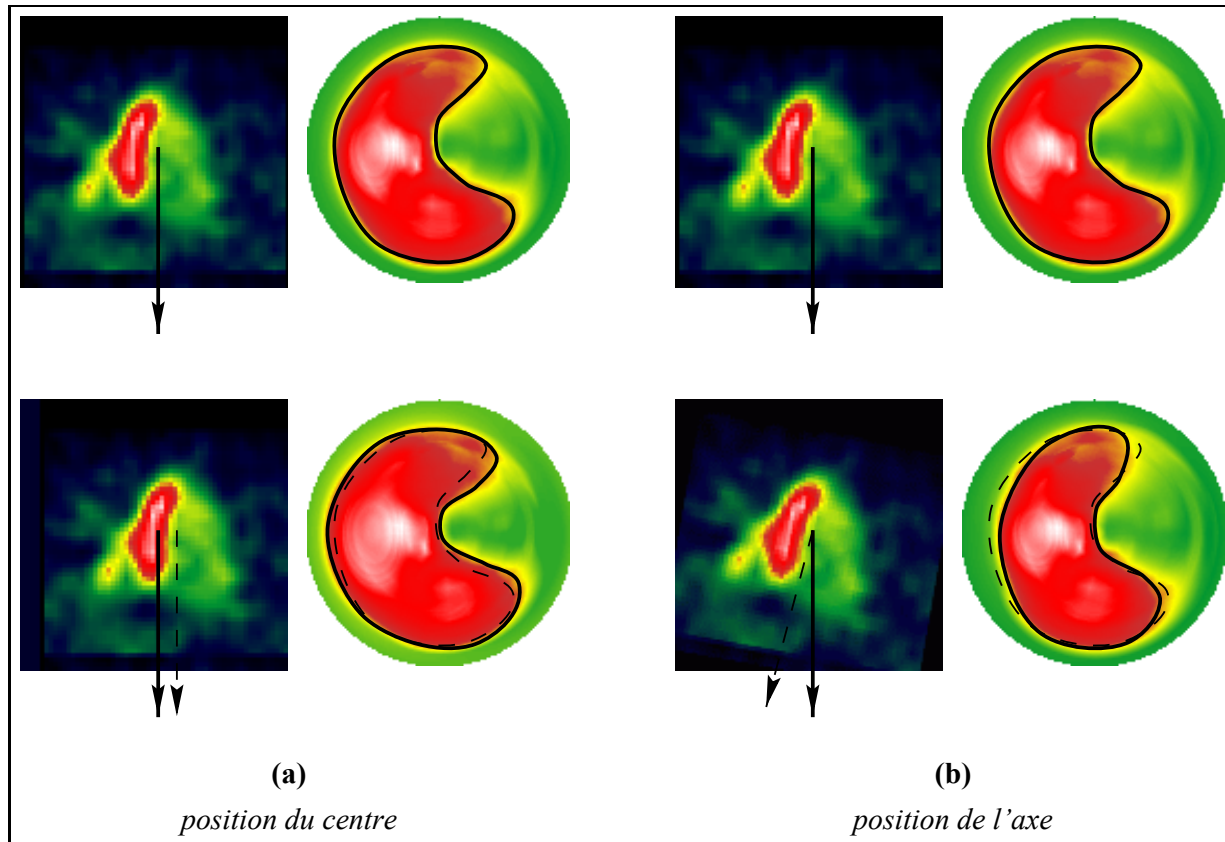 (a)
position du centre
(b)
position de l’axe